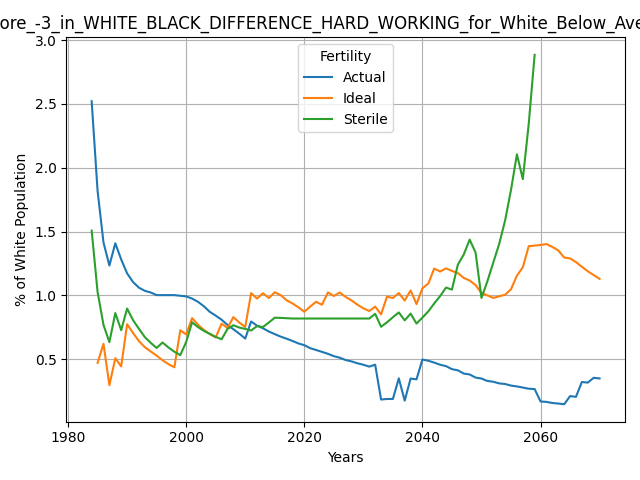 ore_-3_in_WHITE_BLACK_DIFFERENCE_HARD_WORKING_for_White_Below_Ave
Fertility
Actual
Ideal
Sterile
% of White Population
3.0
2.5
2.0
1.5
1.0
0.5
1980
2000
2020
2040
2060
Years